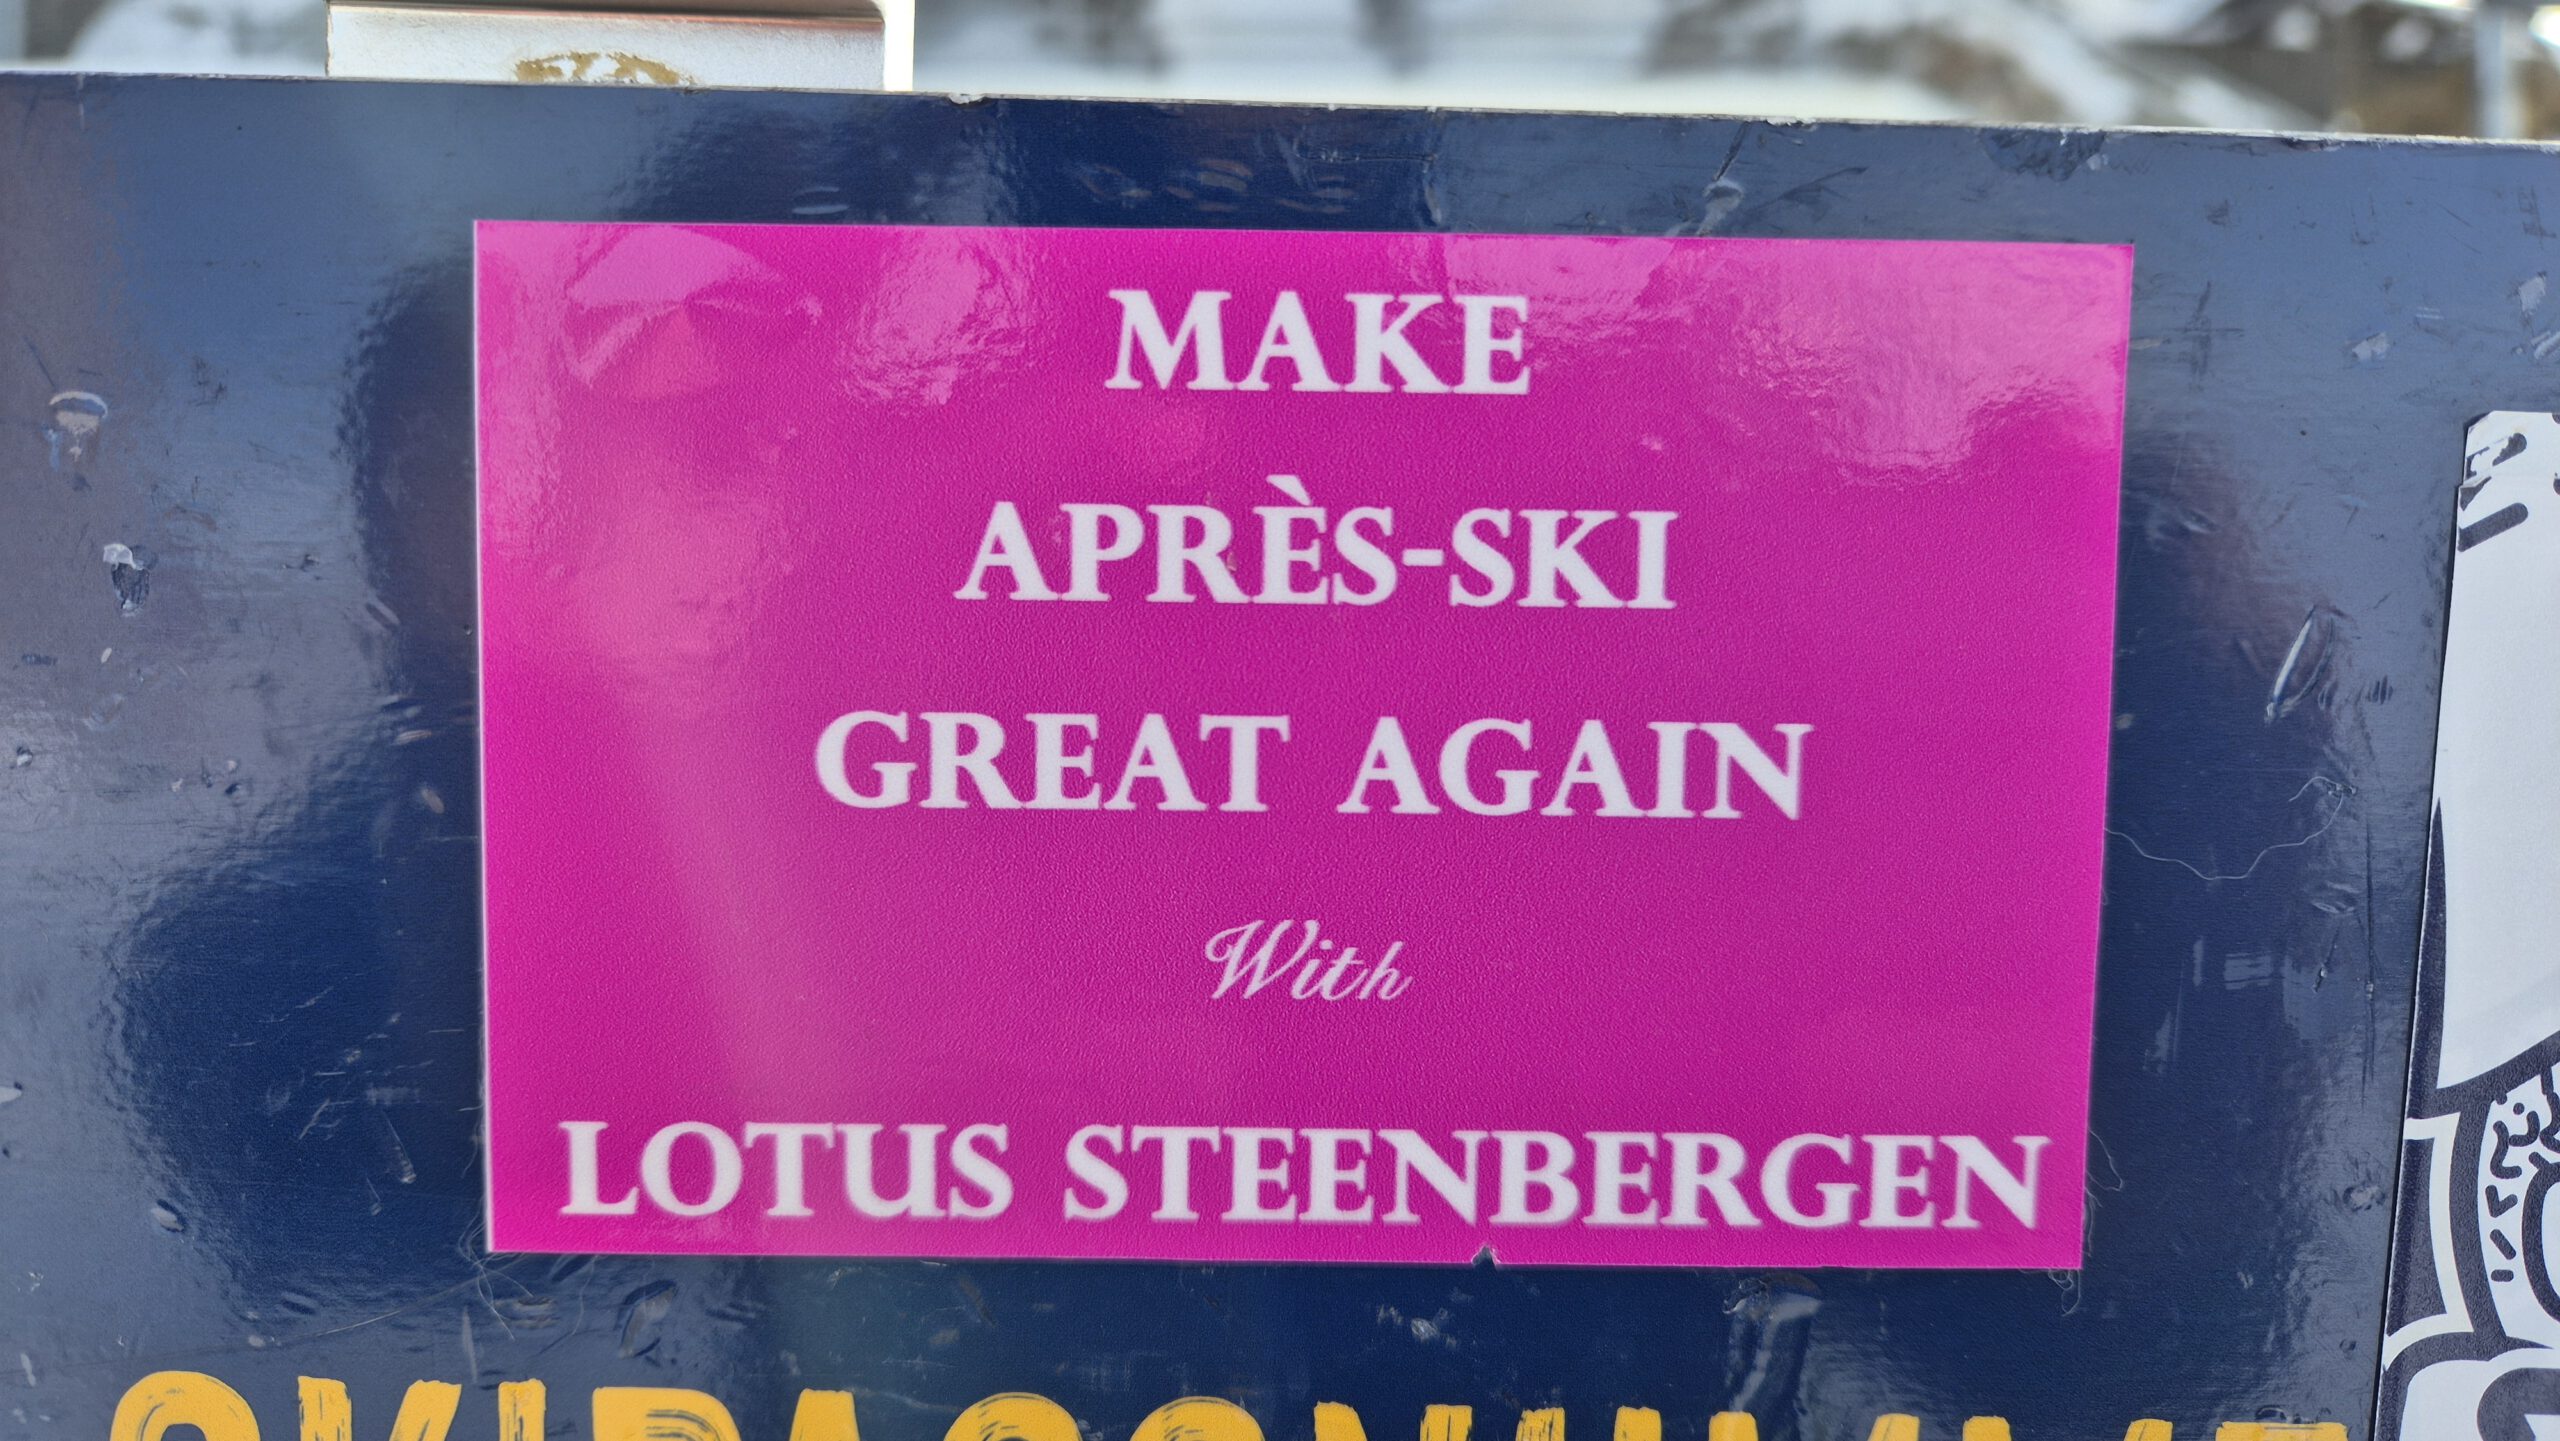 MAKE
APRÈS-SKI
GREAT AGAIN
With
LOTUS STEENBERGEN